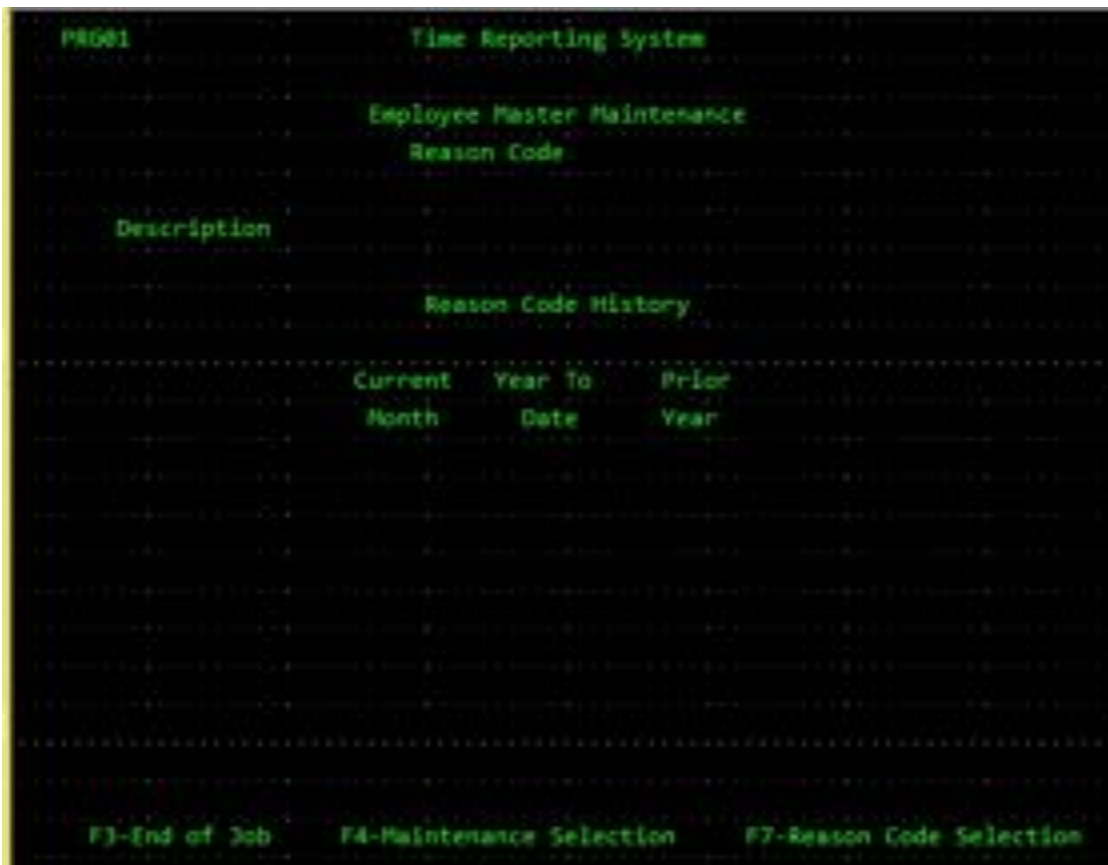 PRG01 Time Reporting System
Employee Master Maintenance
Reason Code
Description
Reason Code History
Current Year To Prior
Month Date Year
F3-End of Job F4-Maintenance Selection F7-Reason Code Selection